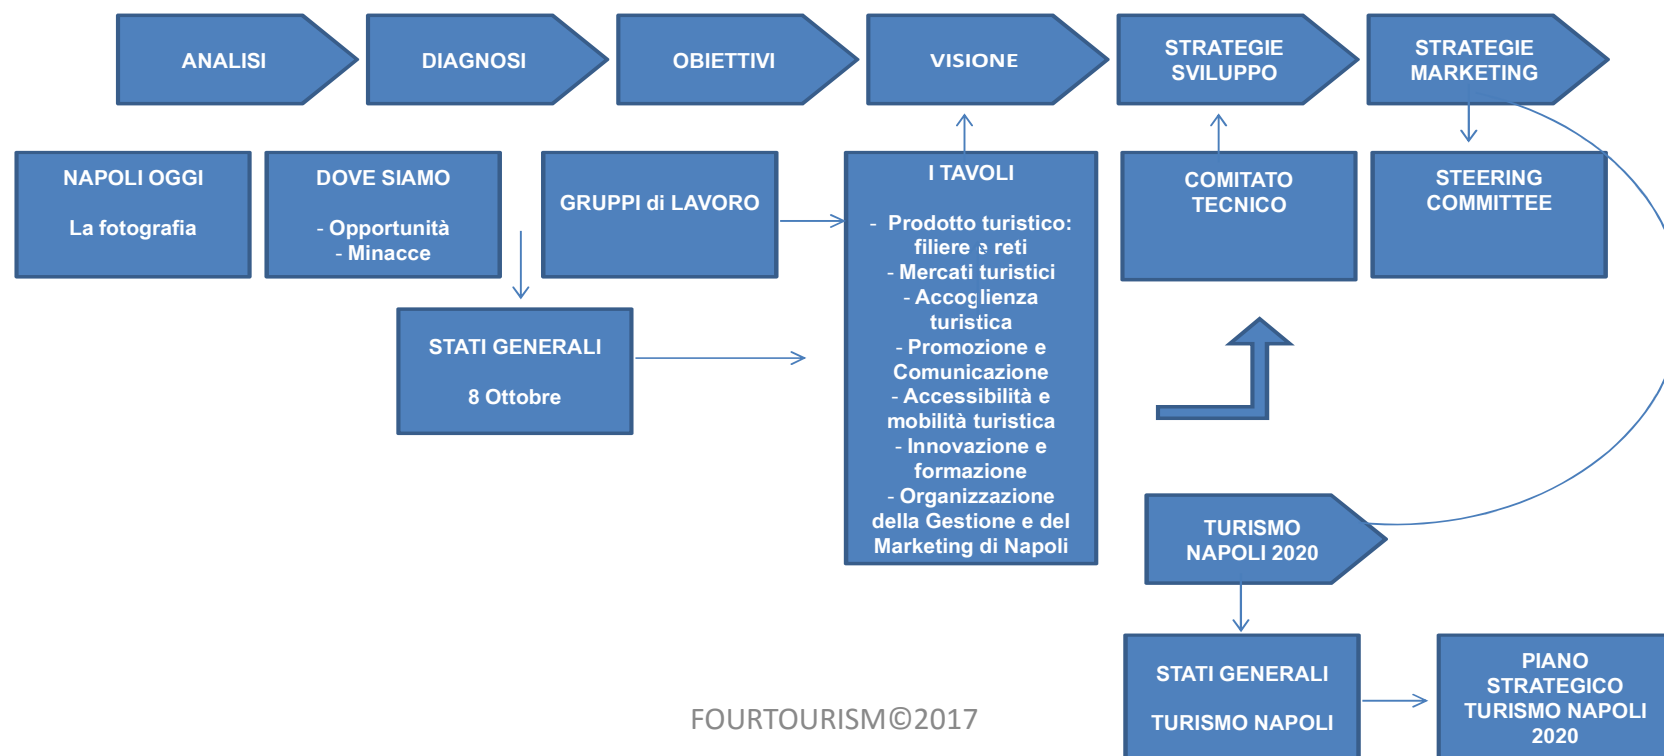 ANALISI
DIAGNOSI
OBIETTIVI
VISIONE
STRATEGIE
SVILUPPO
STRATEGIE
MARKETING
NAPOLI OGGI
La fotografia
DOVE SIAMO
- Opportunità
- Minacce
GRUPPI di LAVORO
I TAVOLI
- Prodotto turistico:
filiere e reti
- Mercati turistici
- Accoglienza
turistica
- Promozione e
Comunicazione
- Accessibilità e
mobilità turistica
- Innovazione e
formazione
- Organizzazione
della Gestione e del
Marketing di Napoli
COMITATO
TECNICO
STEERING
COMMITTEE
STATI GENERALI
8 Ottobre
TURISMO
NAPOLI 2020
STATI GENERALI
TURISMO NAPOLI
PIANO
STRATEGICO
TURISMO NAPOLI
2020
FOURTOURISM©2017